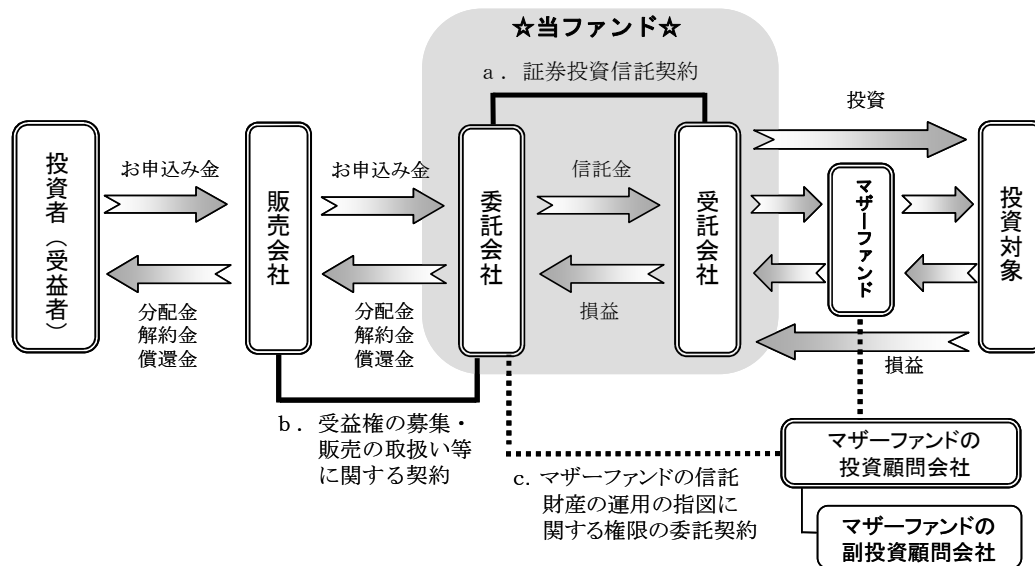 ☆当ファンド☆
a．証券投資信託契約
投資
投資者（受益者）
お申込み金
販売会社
お申込み金
委託会社
信託金
受託会社
マザーファンド
投資対象
分配金
解約金
償還金
分配金
解約金
償還金
損益
損益
b．受益権の募集・
販売の取扱い等
に関する契約
c．マザーファンドの信託
財産の運用の指図に
関する権限の委託契約
マザーファンドの
投資顧問会社
マザーファンドの
副投資顧問会社